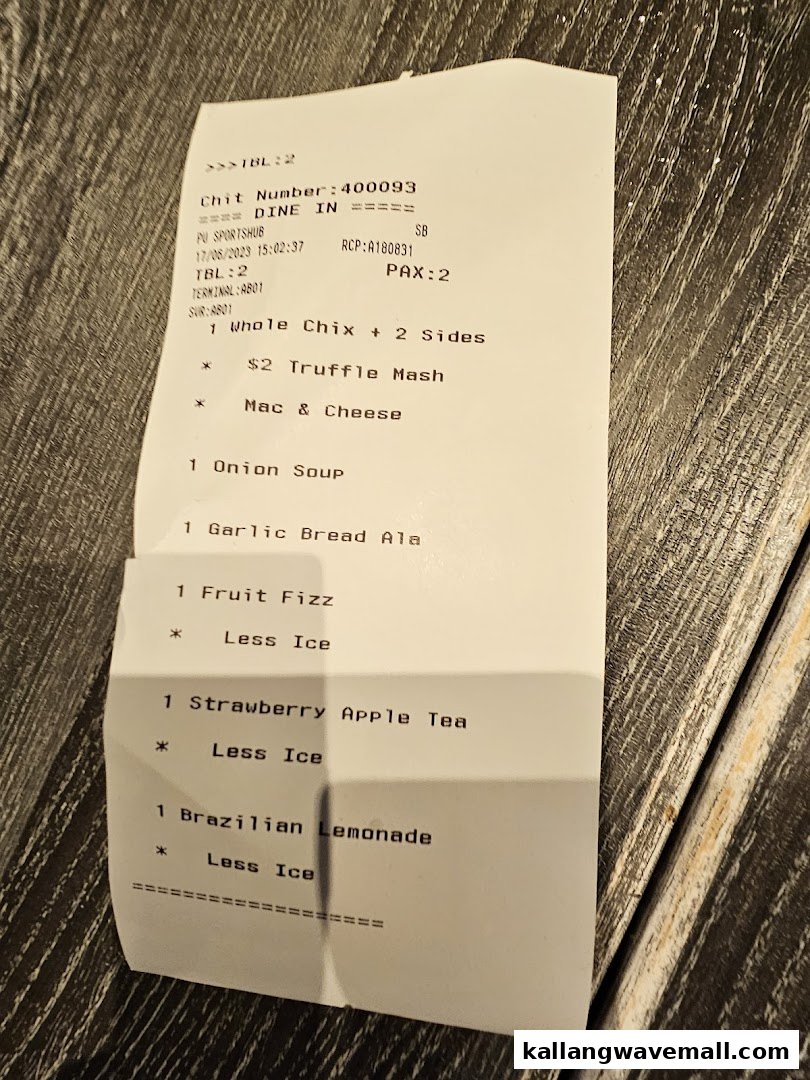 >>>TBL:2
Chit Number:400093
==== DINE IN =====
PU SPORTSHUB SB
17/06/2023 15:02:37 RCP:A180831
TBL:2 PAX:2
TERMINAL:AB01
SVR:AB01
1 Whole Chix + 2 Sides
* $2 Truffle Mash
* Mac & Cheese
1 Onion Soup
1 Garlic Bread Ala
1 Fruit Fizz
* Less Ice
1 Strawberry Apple Tea
* Less Ice
1 Brazilian Lemonade
* Less Ice
====================
kallangwavemall.com